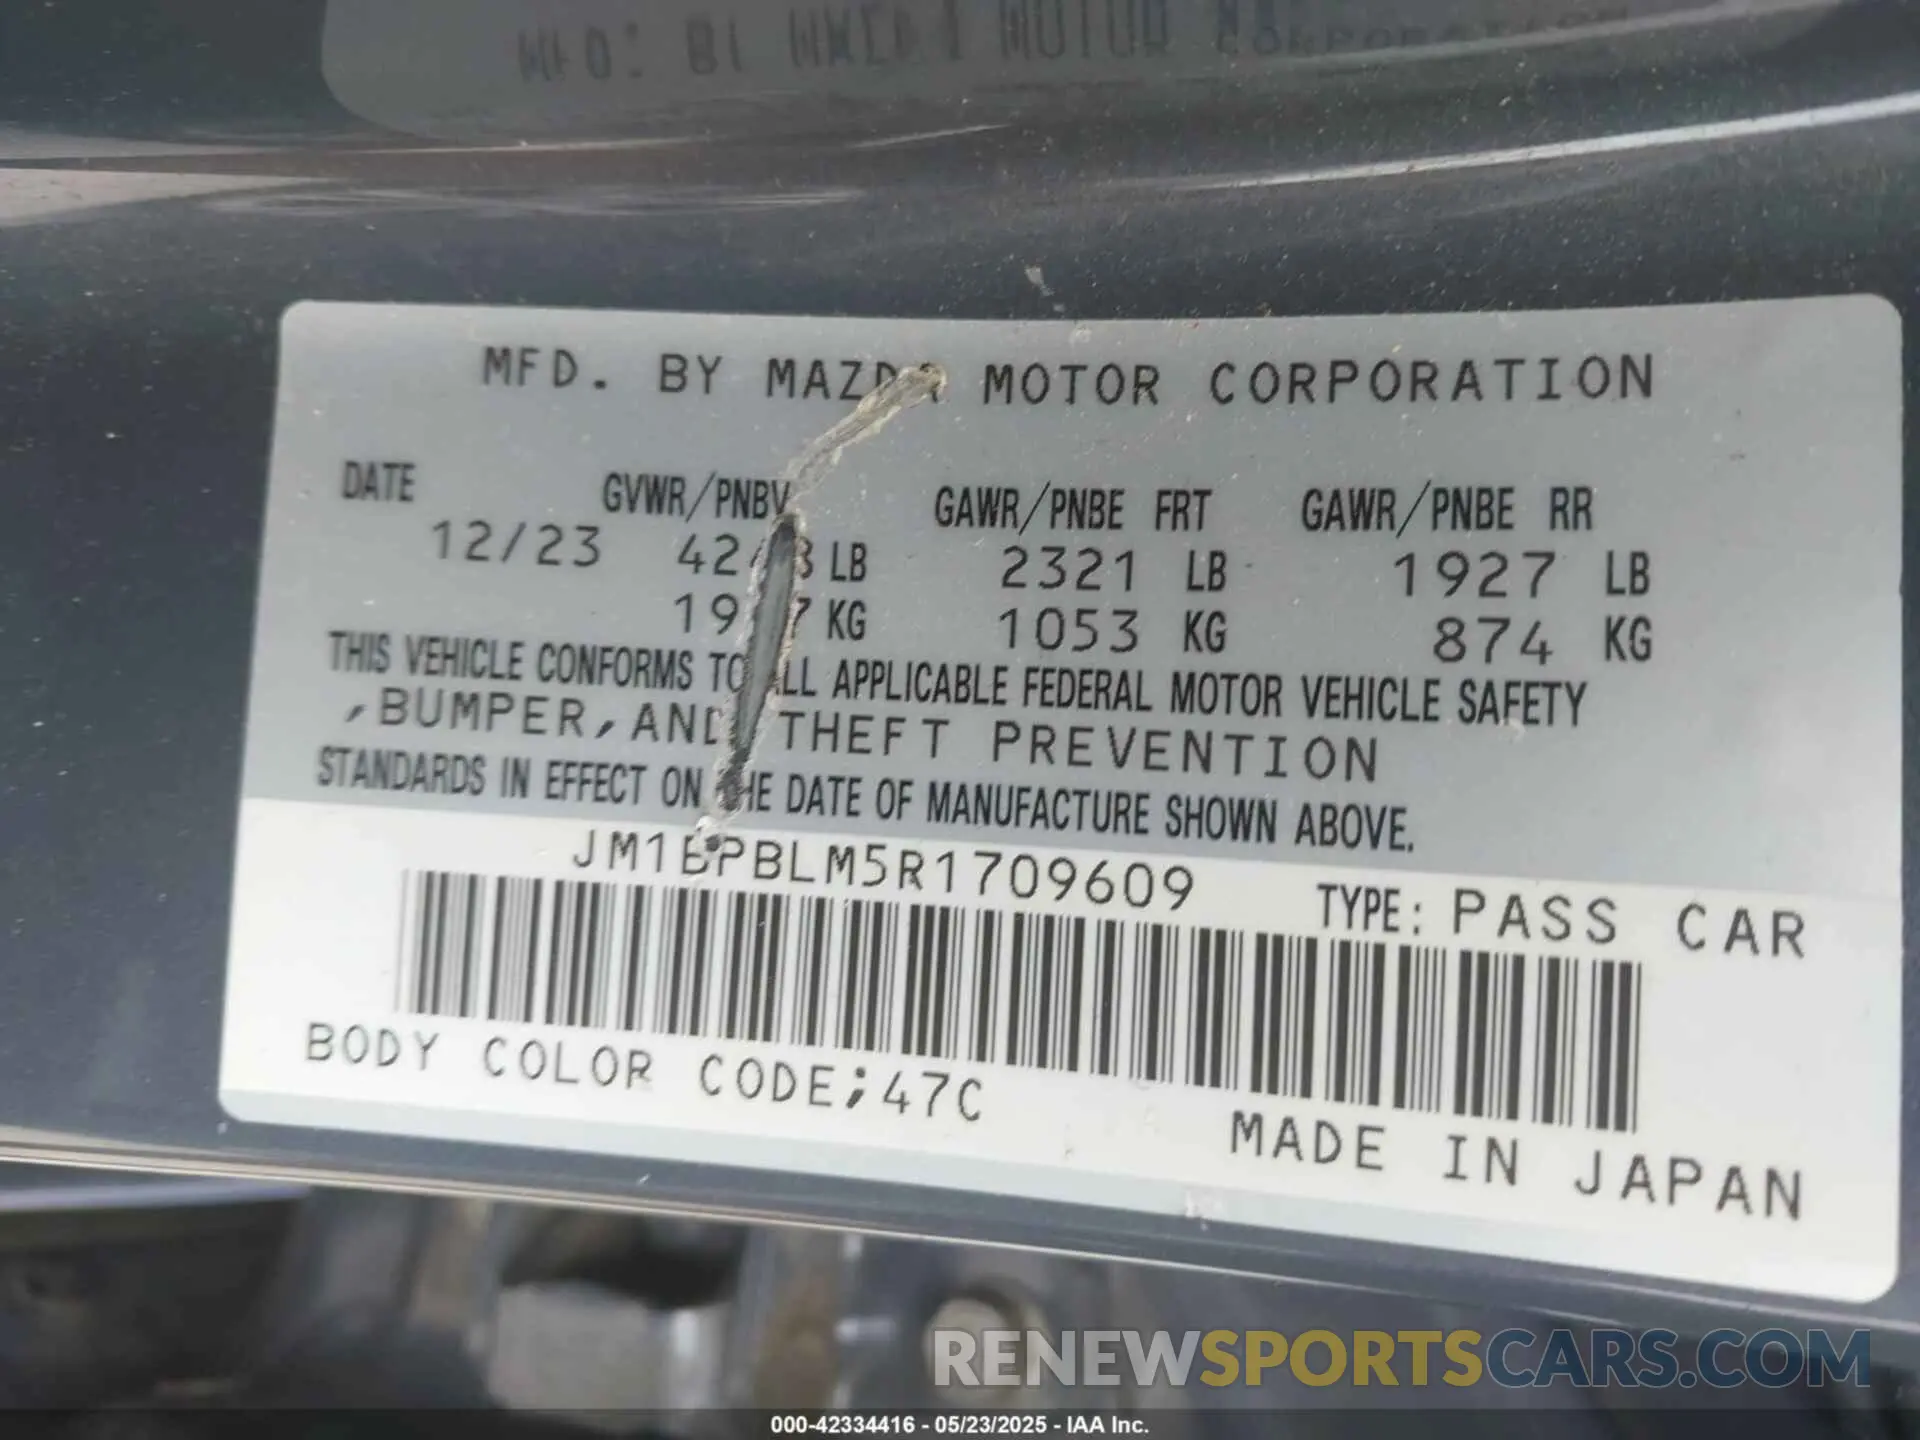 MFD. BY MAZDA MOTOR CORPORATION
DATE GVWR/PNBV GAWR/PNBE FRT GAWR/PNBE RR
12/23 LB 2321 LB 1927 LB
KG 1053 KG 874 KG
THIS VEHICLE CONFORMS TO ALL APPLICABLE FEDERAL MOTOR VEHICLE SAFETY
,BUMPER,AND THEFT PREVENTION
STANDARDS IN EFFECT ON THE DATE OF MANUFACTURE SHOWN ABOVE.
JM1BPBLM5R1709609 TYPE: PASS CAR
BODY COLOR CODE;47C
MADE IN JAPAN
RENEWSPORTSCARS.COM
000-42334416 - 05/23/2025 - IAA Inc.